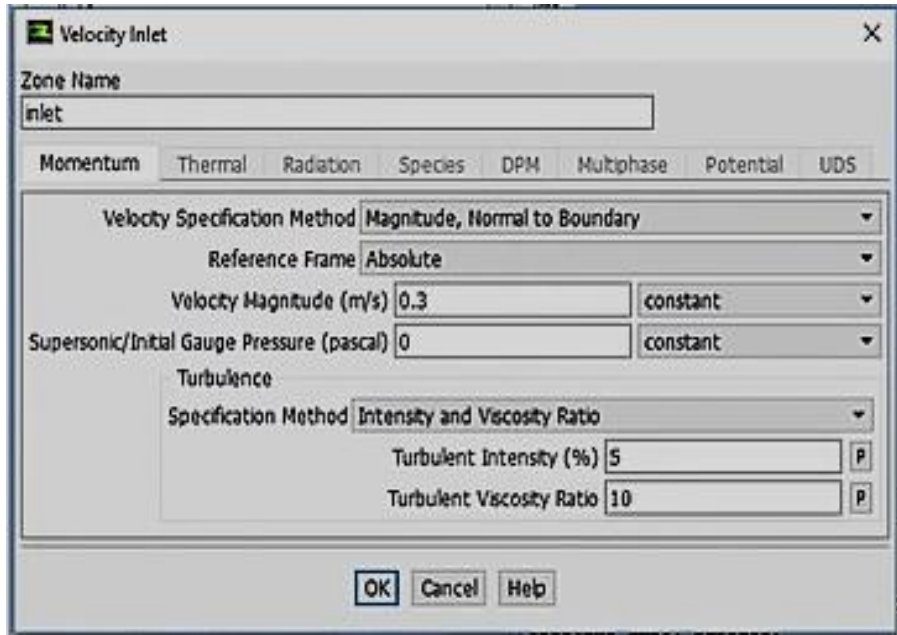 Velocity Inlet
Zone Name
inlet
Momentum Thermal Radiation Species DPM Multiphase Potential UDS
Velocity Specification Method Magnitude, Normal to Boundary
Reference Frame Absolute
Velocity Magnitude (m/s) 0.3 constant
Supersonic/Initial Gauge Pressure (pascal) 0 constant
Turbulence
Specification Method Intensity and Viscosity Ratio
Turbulent Intensity (%) 5 P
Turbulent Viscosity Ratio 10 P
OK Cancel Help